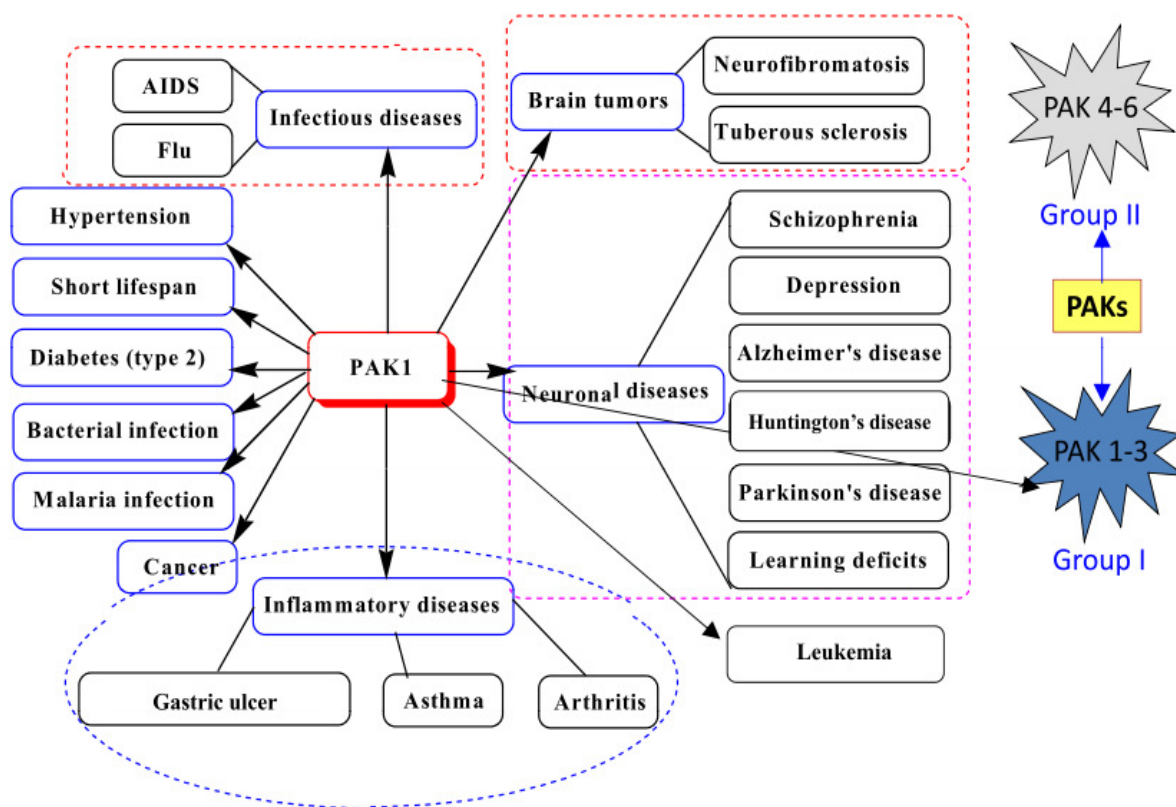 AIDS
Flu
Infectious diseases
Brain tumors
Neurofibromatosis
Tuberous sclerosis
PAK 4-6
Group II
PAKs
PAK 1-3
Group I
Hypertension
Short lifespan
Diabetes (type 2)
Bacterial infection
Malaria infection
Cancer
PAK1
Neuronal diseases
Schizophrenia
Depression
Alzheimer's disease
Huntington’s disease
Parkinson's disease
Learning deficits
Leukemia
Inflammatory diseases
Gastric ulcer
Asthma
Arthritis